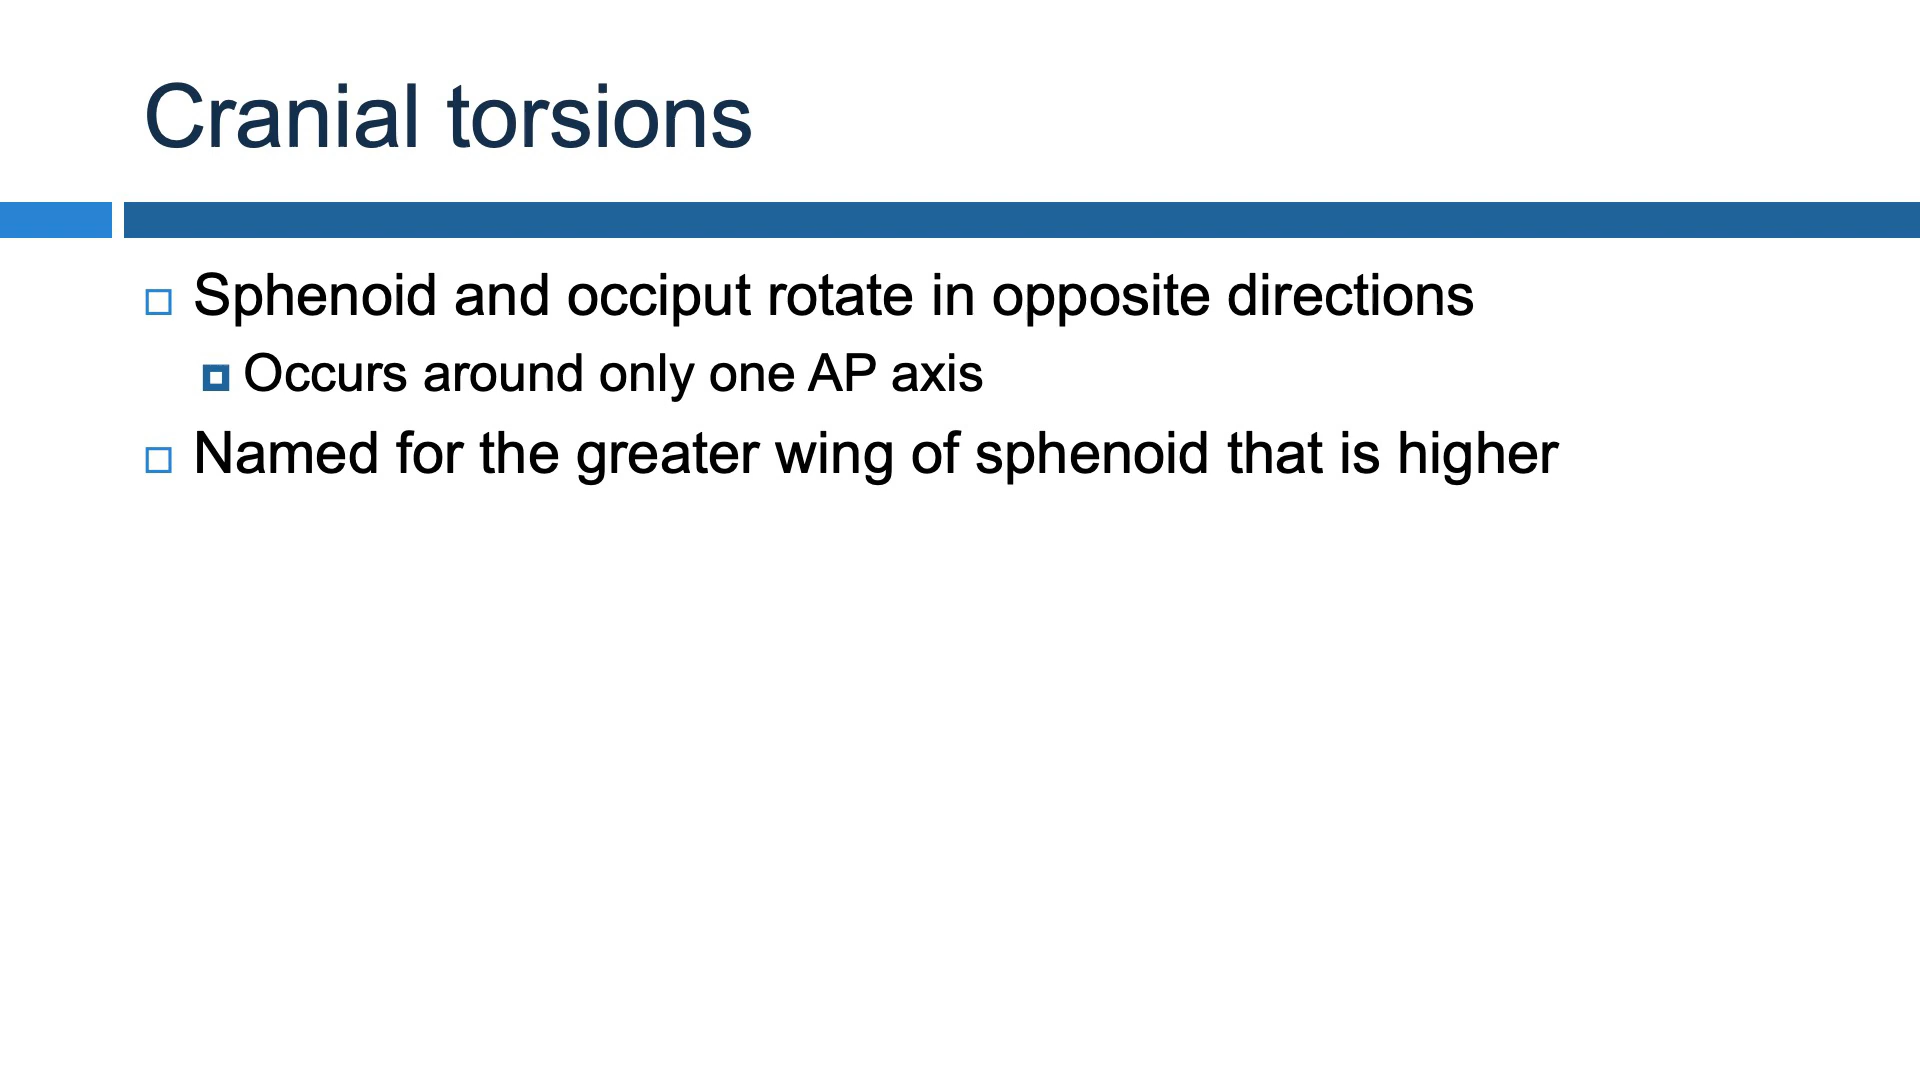 Cranial torsions
Sphenoid and occiput rotate in opposite directions
Occurs around only one AP axis
Named for the greater wing of sphenoid that is higher